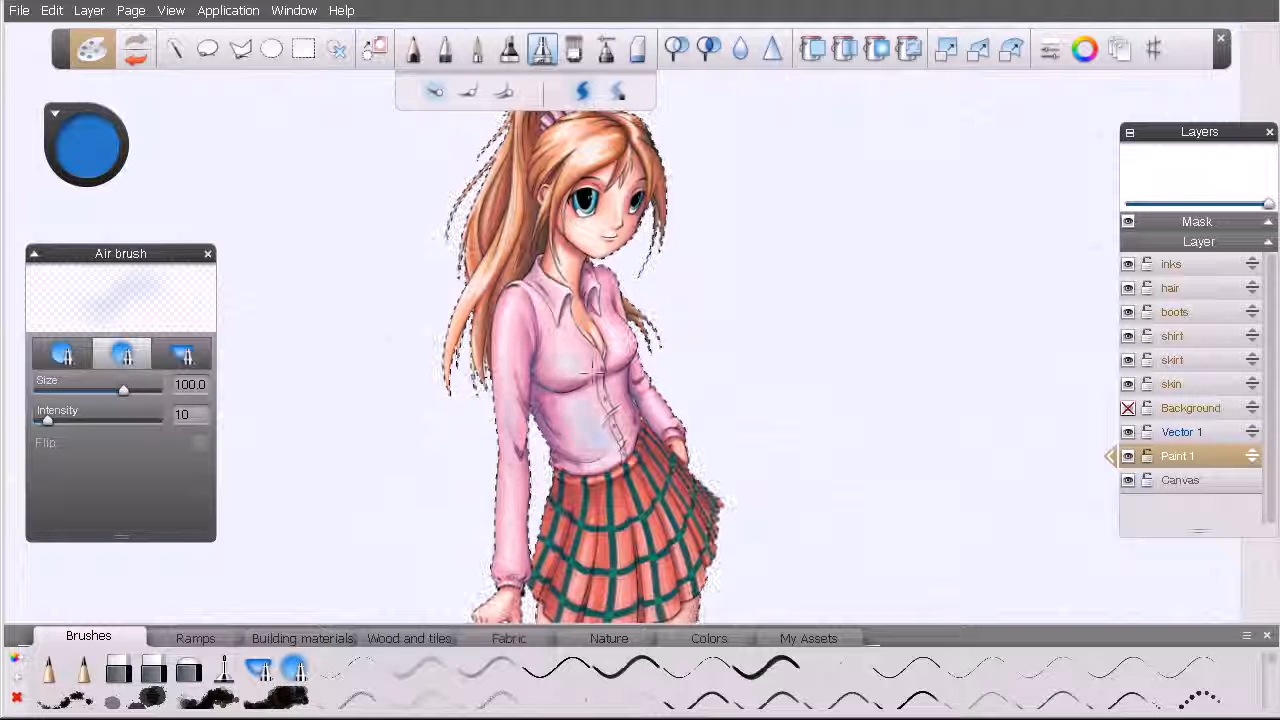 File Edit Layer Page View Application Window Help
Air brush
Size
100.0
Intensity
10
Flip
Layers
Mask
Layer
inks
hair
boots
shirt
skirt
skin
Background
Vector 1
Paint 1
Canvas
Brushes Ramps Building materials Wood and tiles Fabric Nature Colors My Assets